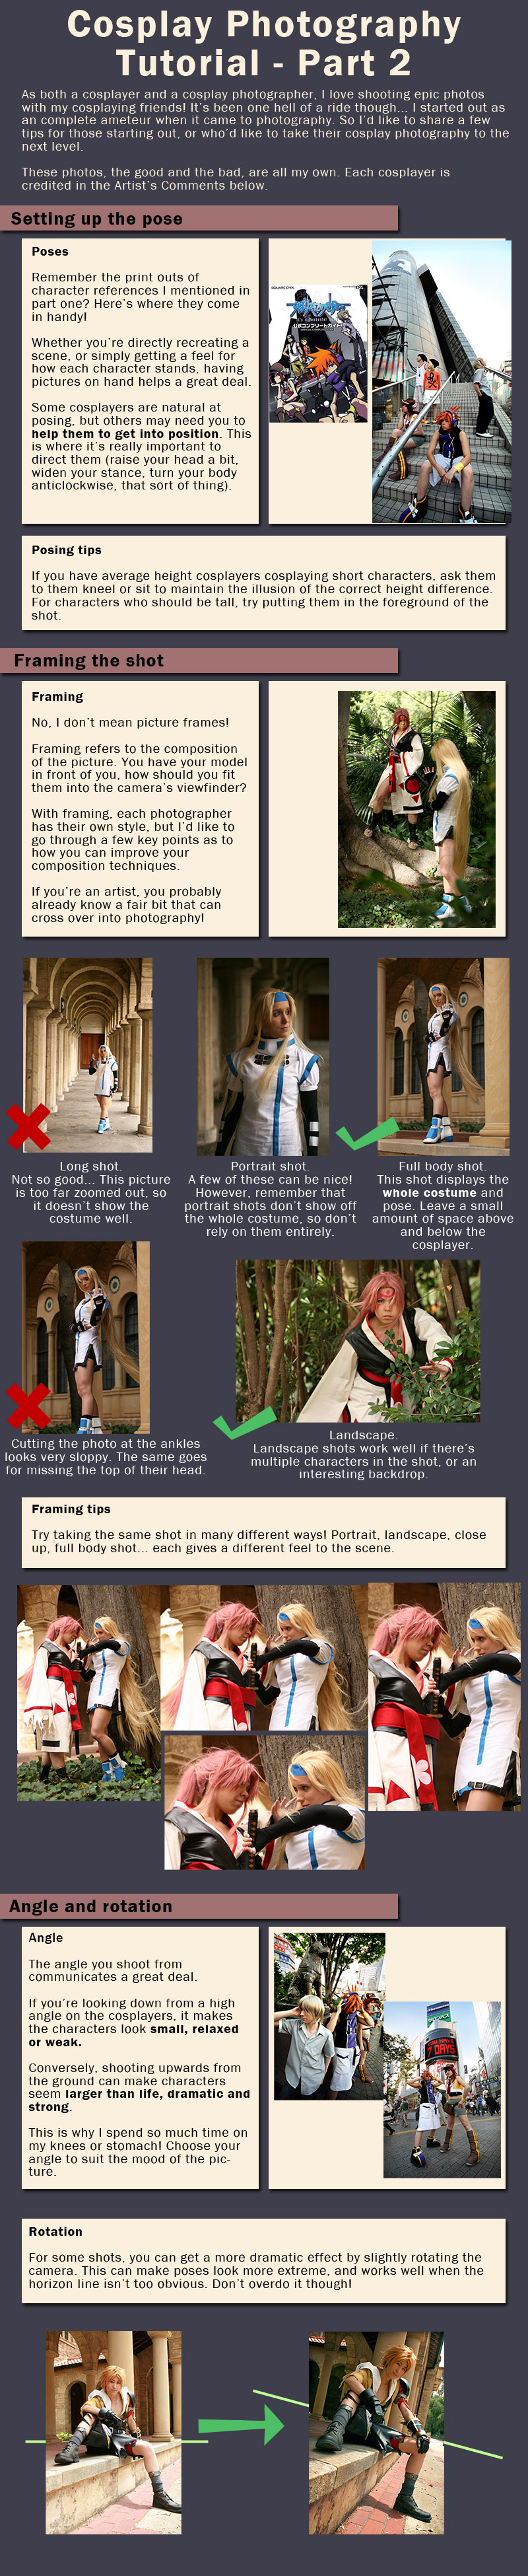 Cosplay Photography
Tutorial - Part 2
As both a cosplayer and a cosplay photographer, I love shooting epic photos
with my cosplaying friends! It's been one hell of a ride though... I started out as
an complete ameteur when it came to photography. So I'd like to share a few
tips for those starting out, or who'd like to take their cosplay photography to the
next level.
These photos, the good and the bad, are all my own. Each cosplayer is
credited in the Artist's Comments below.
Setting up the pose
Poses
Remember the print outs of
character references I mentioned in
part one? Here's where they come
in handy!
Whether you're directly recreating a
scene, or simply getting a feel for
how each character stands, having
pictures on hand helps a great deal.
Some cosplayers are natural at
posing, but others may need you to
help them to get into position. This
is where it's really important to
direct them (raise your head a bit,
widen your stance, turn your body
anticlockwise, that sort of thing).
SQUARE ENIX
Posing tips
If you have average height cosplayers cosplaying short characters, ask them
to them kneel or sit to maintain the illusion of the correct height difference.
For characters who should be tall, try putting them in the foreground of the
shot.
Framing the shot
Framing
No, I don't mean picture frames!
Framing refers to the composition
of the picture. You have your model
in front of you, how should you fit
them into the camera's viewfinder?
With framing, each photographer
has their own style, but I'd like to
go through a few key points as to
how you can improve your
composition techniques.
If you're an artist, you probably
already know a fair bit that can
cross over into photography!
Long shot.
Not so good... This picture
is too far zoomed out, so
it doesn't show the
costume well.
Portrait shot.
A few of these can be nice!
However, remember that
portrait shots don't show off
the whole costume, so don't
rely on them entirely.
Full body shot.
This shot displays the
whole costume and
pose. Leave a small
amount of space above
and below the
cosplayer.
Cutting the photo at the ankles
looks very sloppy. The same goes
for missing the top of their head.
Landscape.
Landscape shots work well if there's
multiple characters in the shot, or an
interesting backdrop.
Framing tips
Try taking the same shot in many different ways! Portrait, landscape, close
up, full body shot... each gives a different feel to the scene.
Angle and rotation
Angle
The angle you shoot from
communicates a great deal.
If you're looking down from a high
angle on the cosplayers, it makes
the characters look small, relaxed
or weak.
Conversely, shooting upwards from
the ground can make characters
seem larger than life, dramatic and
strong.
This is why I spend so much time on
my knees or stomach! Choose your
angle to suit the mood of the pic-
ture.
7 DAYS
Rotation
For some shots, you can get a more dramatic effect by slightly rotating the
camera. This can make poses look more extreme, and works well when the
horizon line isn't too obvious. Don't overdo it though!